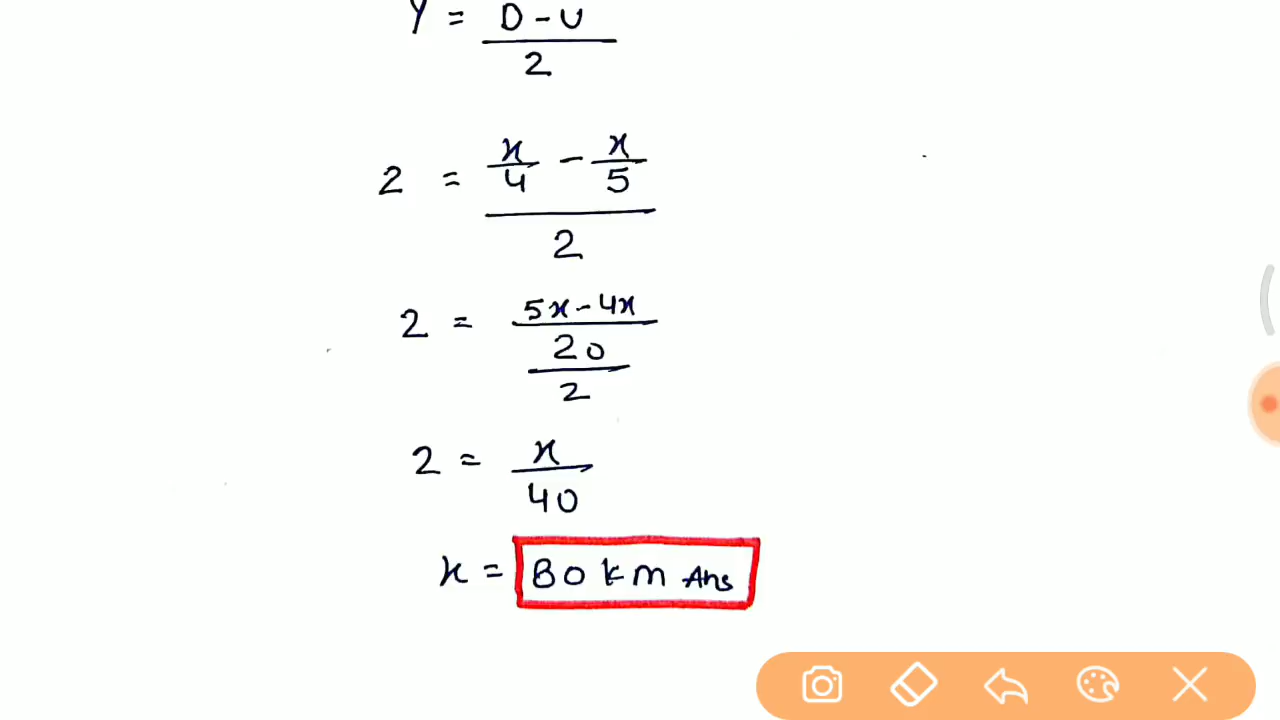 Y = D - U / 2
2 = x/4 - x/5 / 2
2 = 5x - 4x / 20 / 2
2 = x / 40
x = 80 km Ans